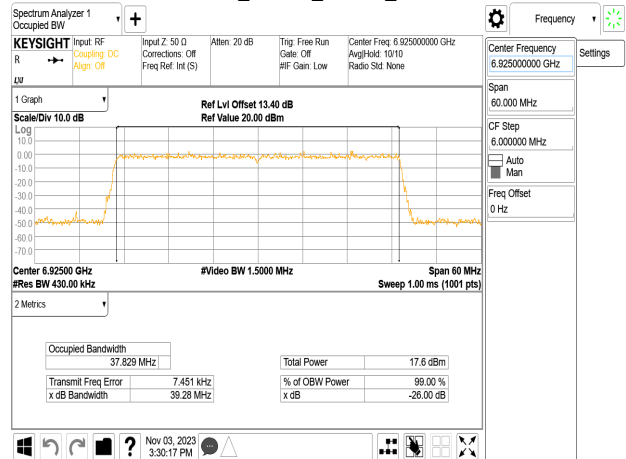 Spectrum Analyzer 1
Occupied BW
KEYSIGHT
R
Input: RF
Coupling: DC
Align: Off
Input Z: 50 Ω
Corrections: Off
Freq Ref: Int (S)
Atten: 20 dB
Trig: Free Run
Gate: Off
#IF Gain: Low
Center Freq: 6.925000000 GHz
Avg|Hold: 10/10
Radio Std: None
1 Graph
Scale/Div 10.0 dB
Ref Lvl Offset 13.40 dB
Ref Value 20.00 dBm
Log
10.0
0.00
-10.0
-20.0
-30.0
-40.0
-50.0
-60.0
-70.0
Center 6.92500 GHz
#Video BW 1.5000 MHz
Span 60 MHz
#Res BW 430.00 kHz
Sweep 1.00 ms (1001 pts)
2 Metrics
Occupied Bandwidth
37.829 MHz
Total Power 17.6 dBm
Transmit Freq Error 7.451 kHz
% of OBW Power 99.00 %
x dB Bandwidth 39.28 MHz
x dB -26.00 dB
?
Nov 03, 2023
3:30:17 PM
Frequency
Center Frequency
6.925000000 GHz
Settings
Span
60.000 MHz
CF Step
6.000000 MHz
Auto
Man
Freq Offset
0 Hz